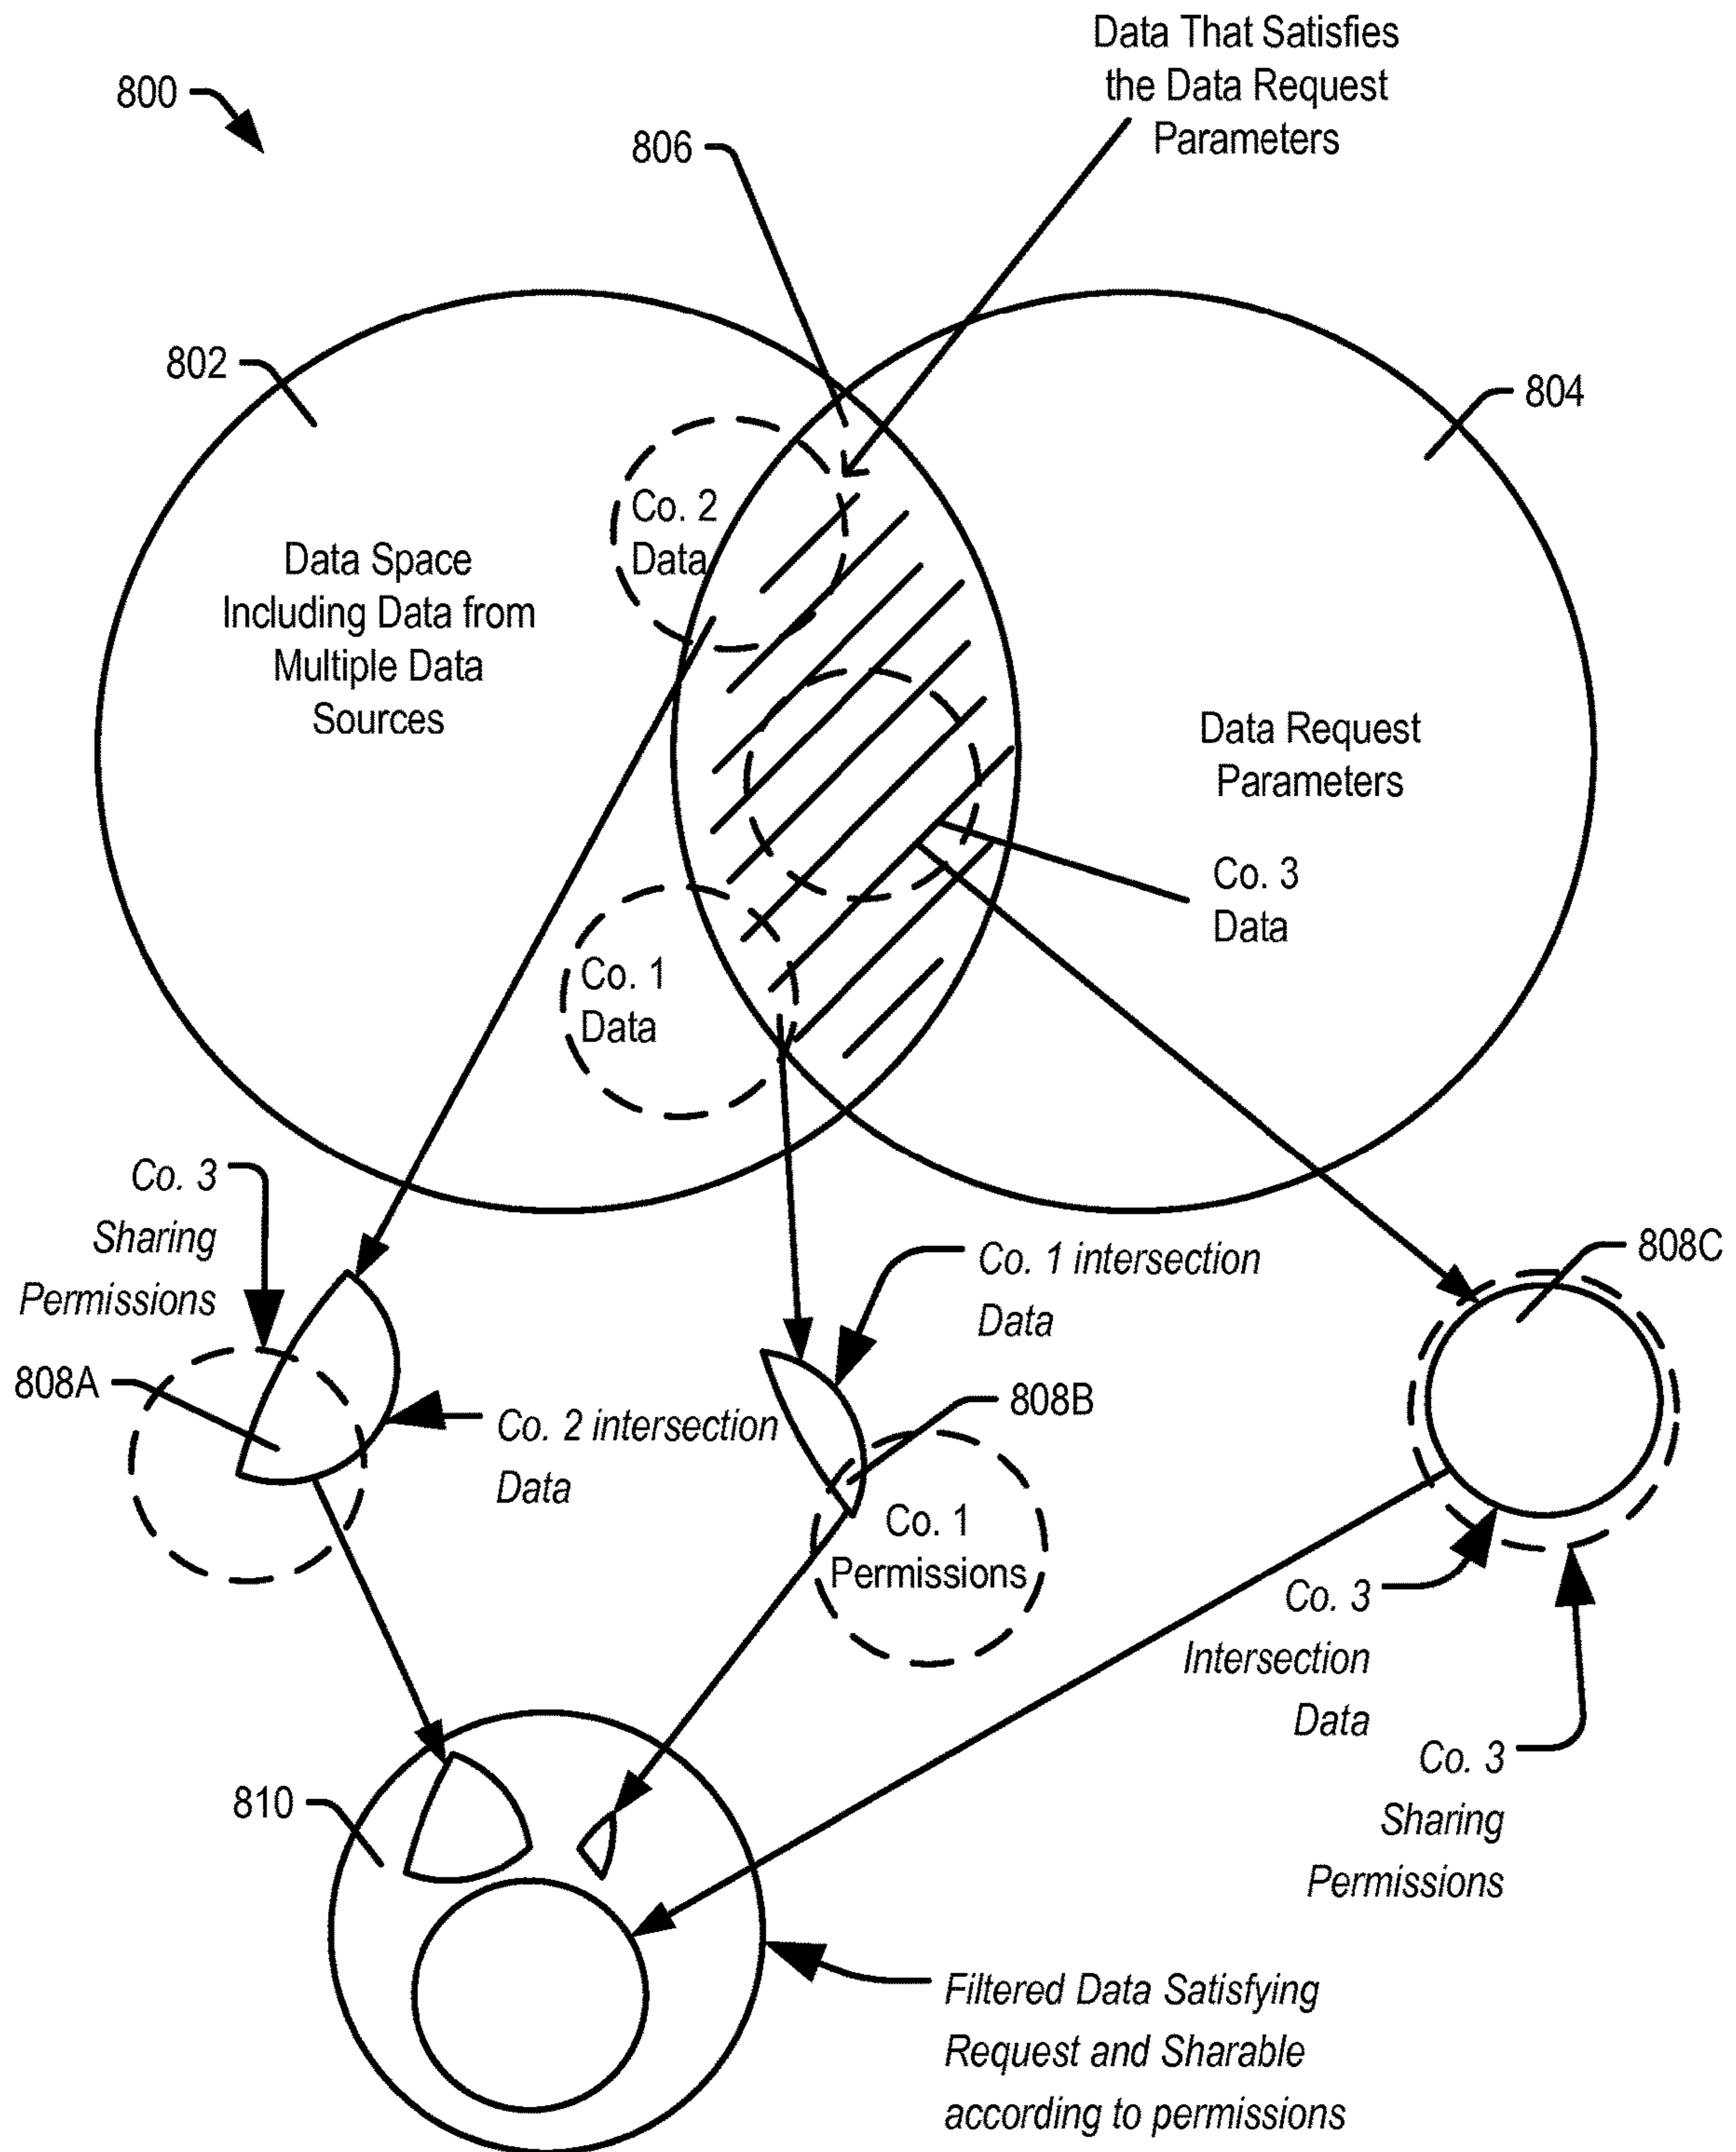 Data That Satisfies
the Data Request
Parameters
800
806
802
804
Co. 2
Data
Data Space
Including Data from
Multiple Data
Sources
Data Request
Parameters
Co. 3
Data
Co. 1
Data
Co. 3
Sharing
Permissions
Co. 1 intersection
Data
808C
808A
808B
Co. 2 intersection
Data
Co. 1
Permissions
Co. 3
Intersection
Data
Co. 3
Sharing
Permissions
810
Filtered Data Satisfying
Request and Sharable
according to permissions